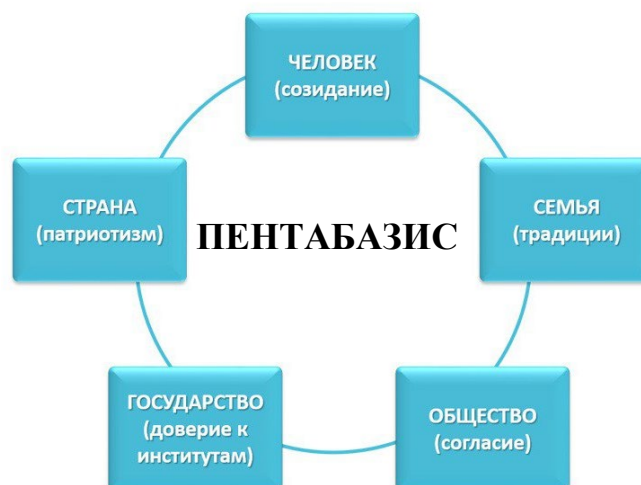 ЧЕЛОВЕК
(созидание)
СТРАНА
(патриотизм)
ПЕНТАБАЗИС
СЕМЬЯ
(традиции)
ГОСУДАРСТВО
(доверие к
институтам)
ОБЩЕСТВО
(согласие)